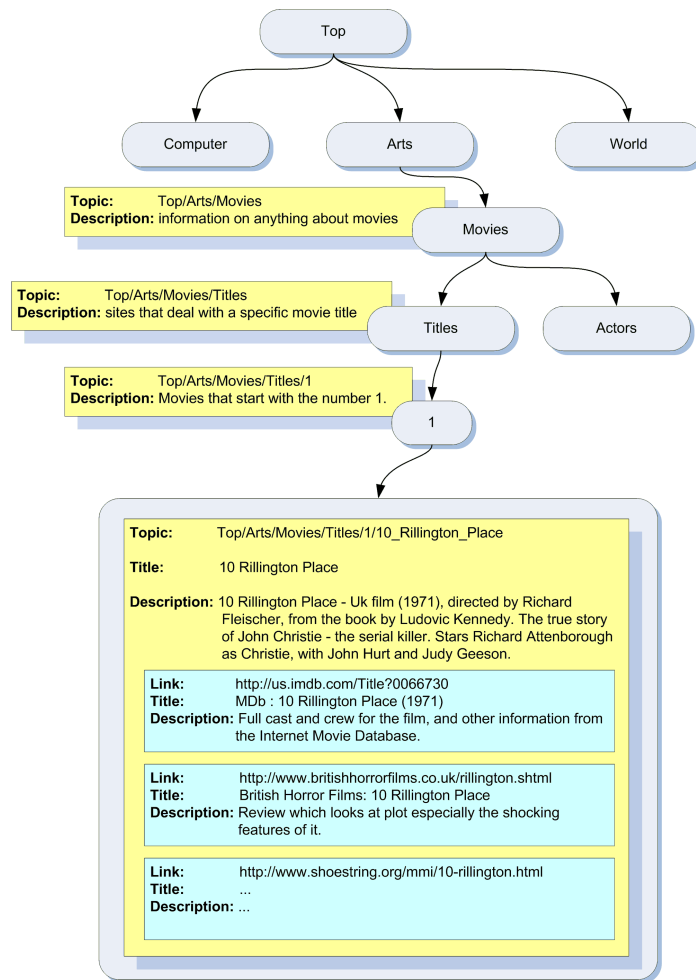 Top
Computer
Arts
World
Topic: Top/Arts/Movies
Description: information on anything about movies
Movies
Topic: Top/Arts/Movies/Titles
Description: sites that deal with a specific movie title
Titles
Actors
Topic: Top/Arts/Movies/Titles/1
Description: Movies that start with the number 1.
1
Topic: Top/Arts/Movies/Titles/1/10_Rillington_Place
Title: 10 Rillington Place
Description: 10 Rillington Place - Uk film (1971), directed by Richard
Fleischer, from the book by Ludovic Kennedy. The true story
of John Christie - the serial killer. Stars Richard Attenborough
as Christie, with John Hurt and Judy Geeson.
Link: http://us.imdb.com/Title?0066730
Title: MDb : 10 Rillington Place (1971)
Description: Full cast and crew for the film, and other information from
the Internet Movie Database.
Link: http://www.britishhorrorfilms.co.uk/rillington.shtml
Title: British Horror Films: 10 Rillington Place
Description: Review which looks at plot especially the shocking
features of it.
Link: http://www.shoestring.org/mmi/10-rillington.html
Title: ...
Description: ...